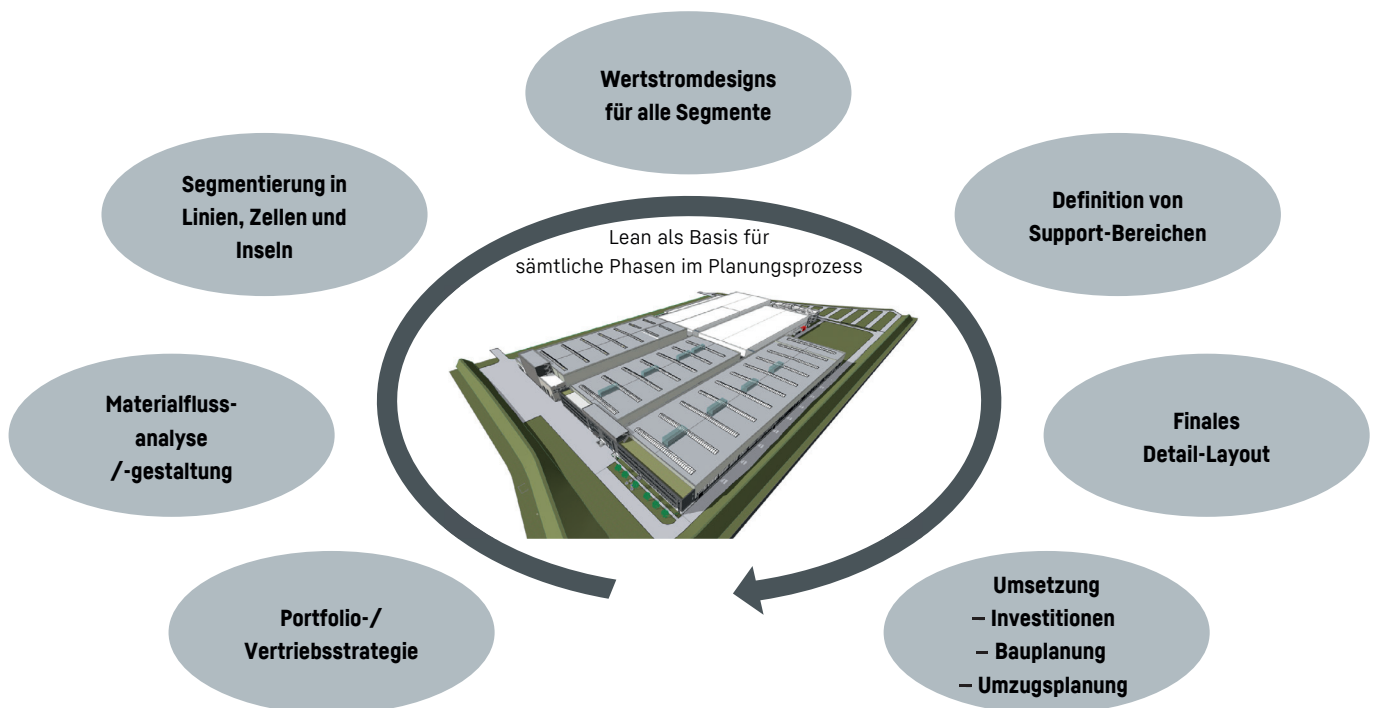 Wertstromdesigns
für alle Segmente
Segmentierung in
Linien, Zellen und
Inseln
Definition von
Support-Bereichen
Lean als Basis für
sämtliche Phasen im Planungsprozess
Materialfluss-
analyse
/-gestaltung
Finales
Detail-Layout
Portfolio-/
Vertriebsstrategie
Umsetzung
– Investitionen
– Bauplanung
– Umzugsplanung